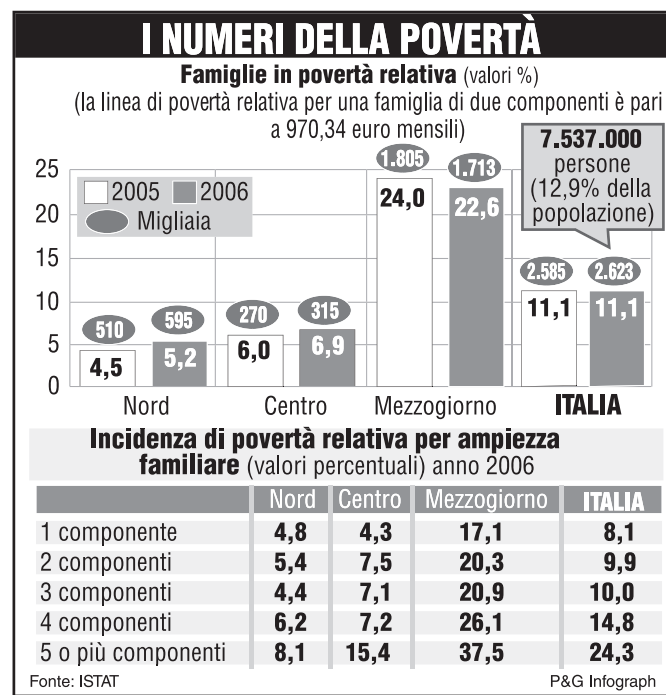 I NUMERI DELLA POVERTÀ
Famiglie in povertà relativa (valori %)
(la linea di povertà relativa per una famiglia di due componenti è pari
a 970,34 euro mensili)
7.537.000
persone
(12,9% della
popolazione)
2005 2006
Migliaia
25
20
15
10
5
0
510 595 270 315 1.805 1.713 2.585 2.623
4,5 5,2 6,0 6,9 24,0 22,6 11,1 11,1
Nord Centro Mezzogiorno ITALIA
Incidenza di povertà relativa per ampiezza
familiare (valori percentuali) anno 2006
Nord Centro Mezzogiorno ITALIA
1 componente 4,8 4,3 17,1 8,1
2 componenti 5,4 7,5 20,3 9,9
3 componenti 4,4 7,1 20,9 10,0
4 componenti 6,2 7,2 26,1 14,8
5 o più componenti 8,1 15,4 37,5 24,3
Fonte: ISTAT P&G Infograph